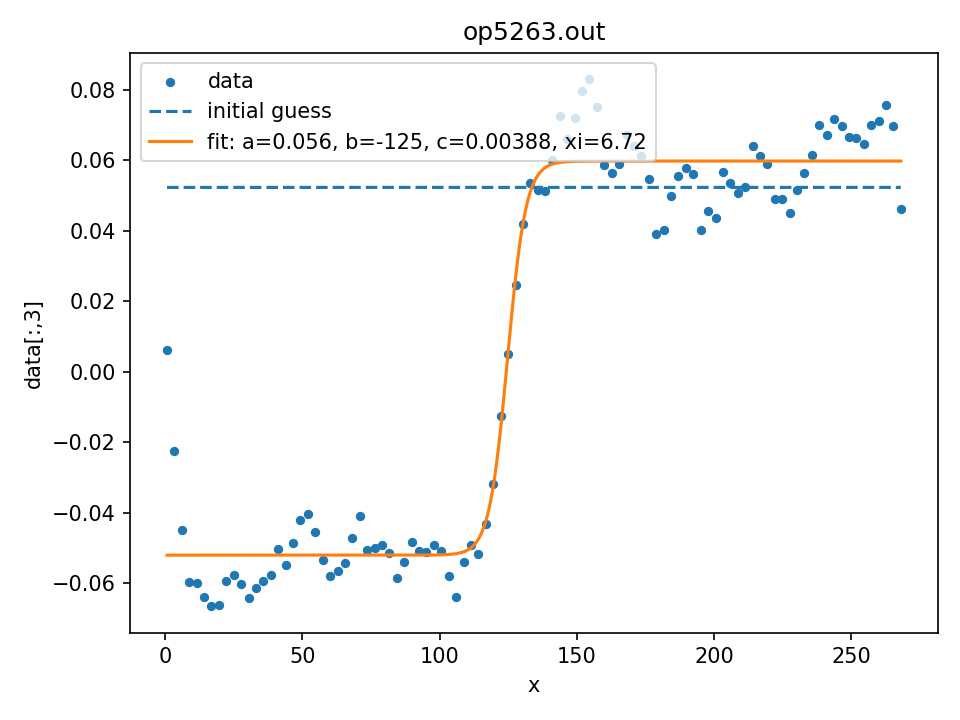 op5263.out
data
initial guess
fit: a=0.056, b=-125, c=0.00388, xi=6.72
0.08
0.06
0.04
0.02
0.00
−0.02
−0.04
−0.06
data[:,3]
0 50 100 150 200 250
x